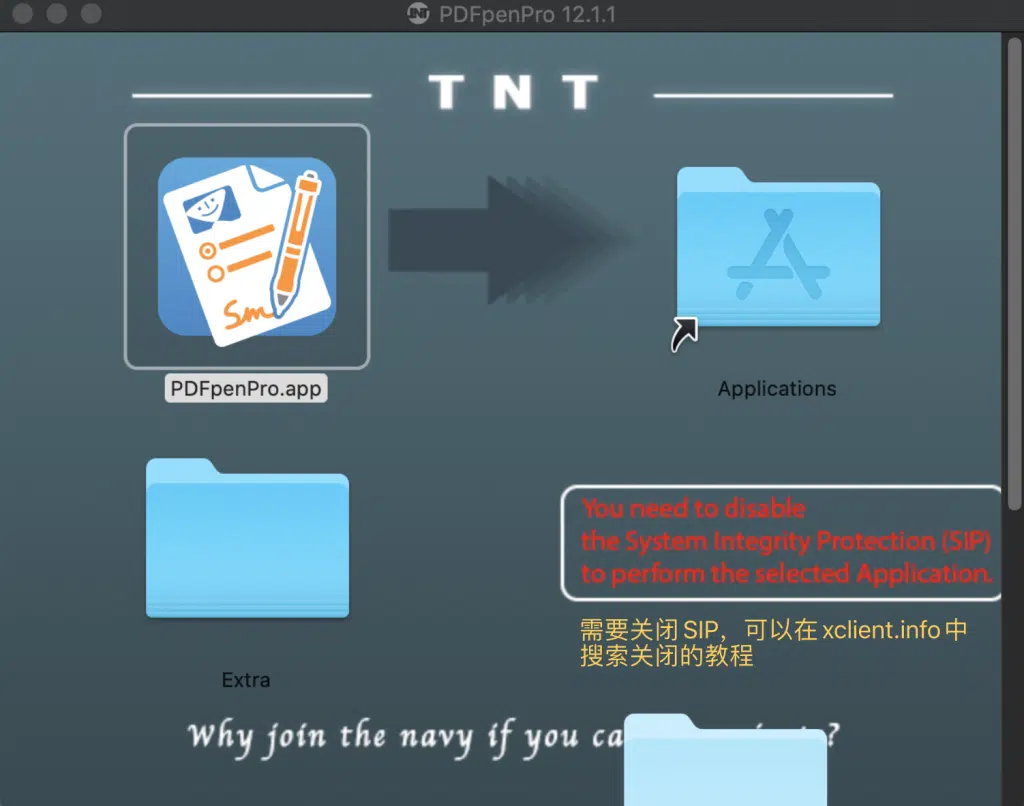 PDFpenPro 12.1.1
TNT
Sm
PDFpenPro.app
Applications
You need to disable
the System Integrity Protection (SIP)
to perform the selected Application.
需要关闭 SIP，可以在 xclient.info 中
搜索关闭的教程
Extra
Why join the navy if you ?